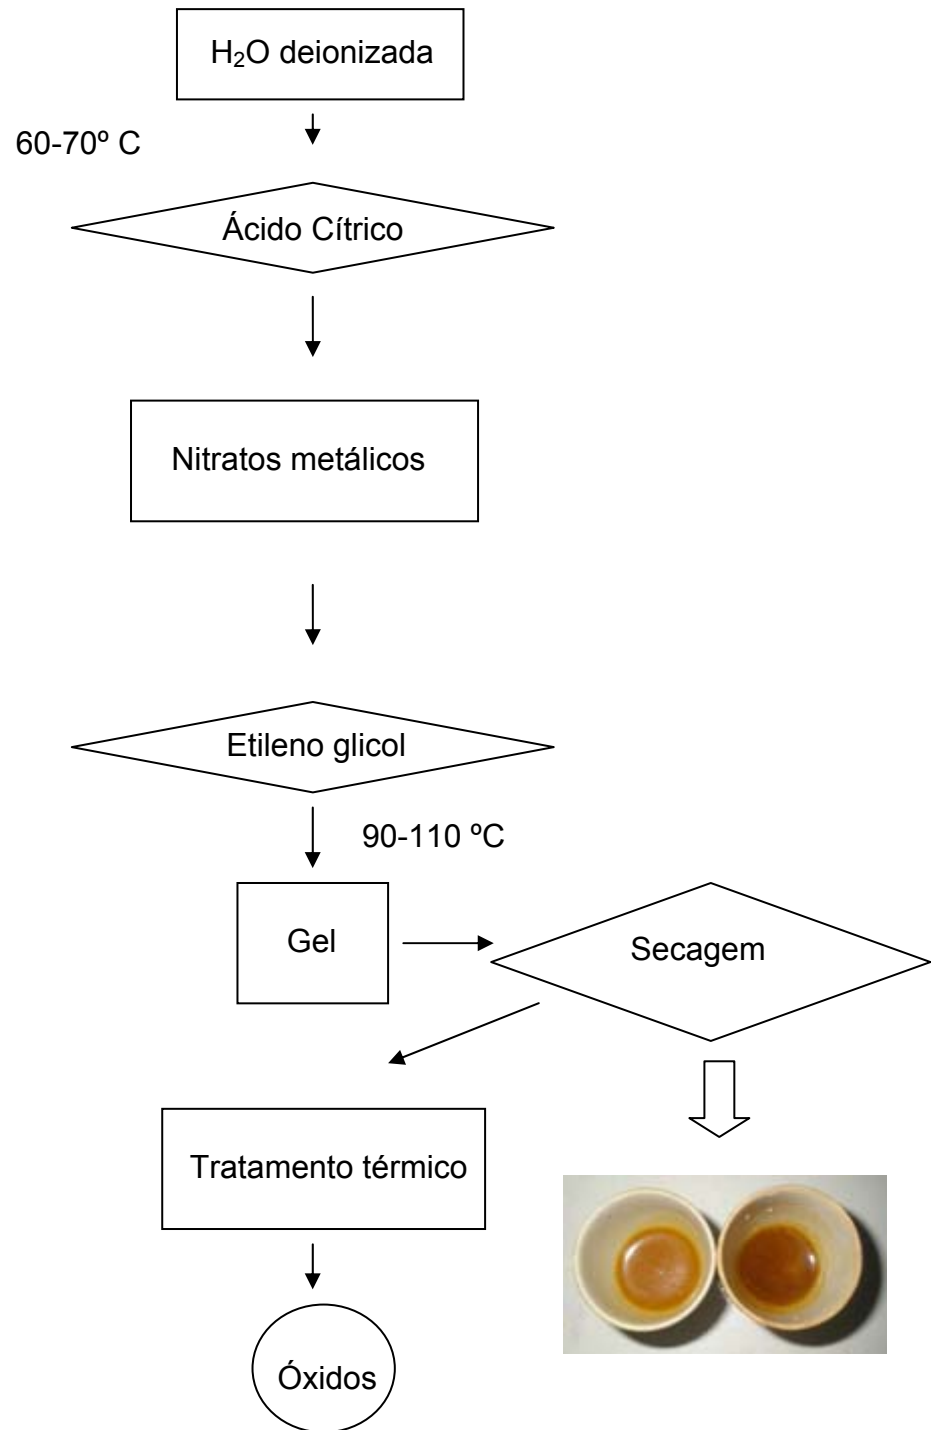 H₂O deionizada
60-70º C
Ácido Cítrico
Nitratos metálicos
Etileno glicol
90-110 ºC
Gel
Secagem
Tratamento térmico
Óxidos